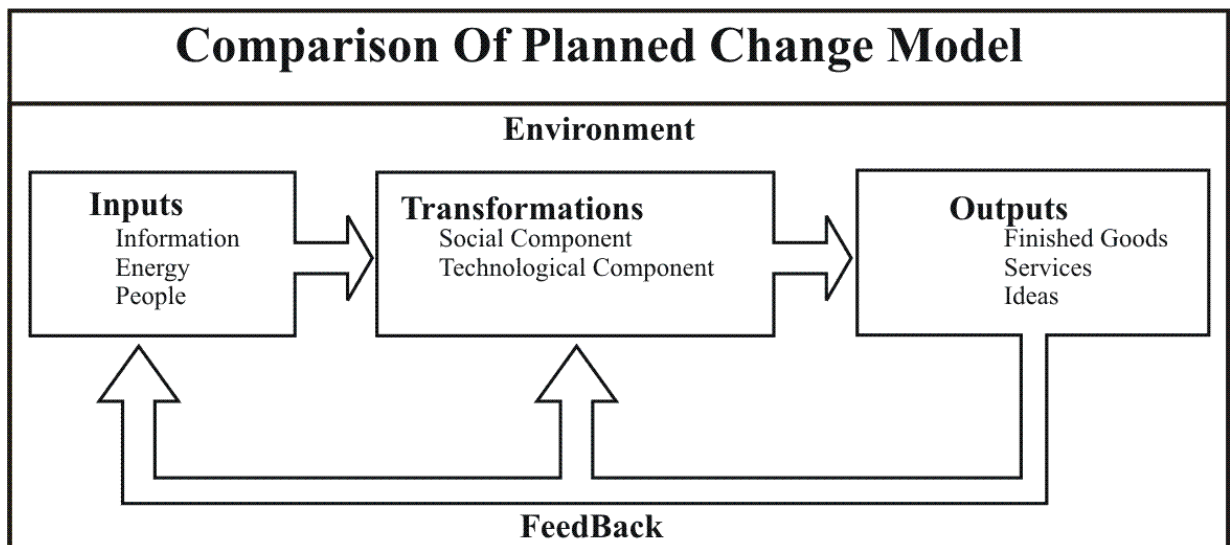 Comparison Of Planned Change Model
Environment
Inputs
Information
Energy
People
Transformations
Social Component
Technological Component
Outputs
Finished Goods
Services
Ideas
FeedBack